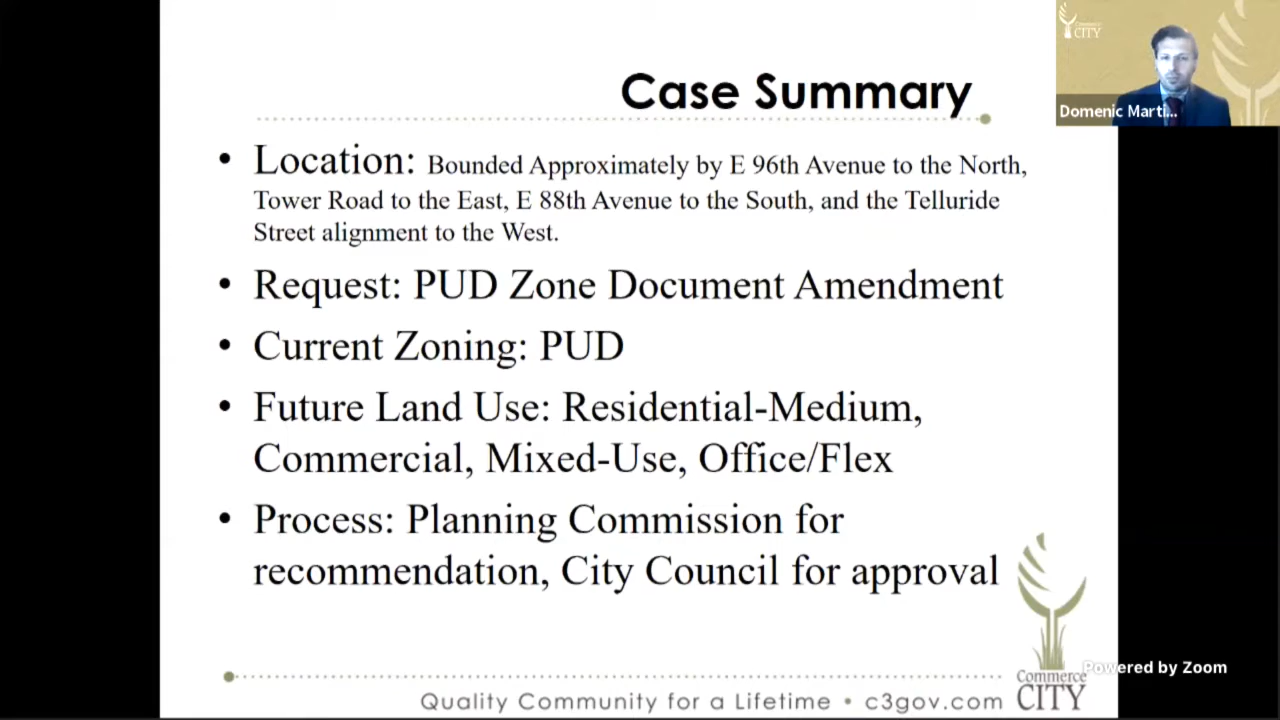 Case Summary
Commerce
CITY
Domenic Marti...
• Location: Bounded Approximately by E 96th Avenue to the North,
Tower Road to the East, E 88th Avenue to the South, and the Telluride
Street alignment to the West.
• Request: PUD Zone Document Amendment
• Current Zoning: PUD
• Future Land Use: Residential-Medium,
Commercial, Mixed-Use, Office/Flex
• Process: Planning Commission for
recommendation, City Council for approval
Powered by Zoom
Commerce
CITY
Quality Community for a Lifetime • c3gov.com